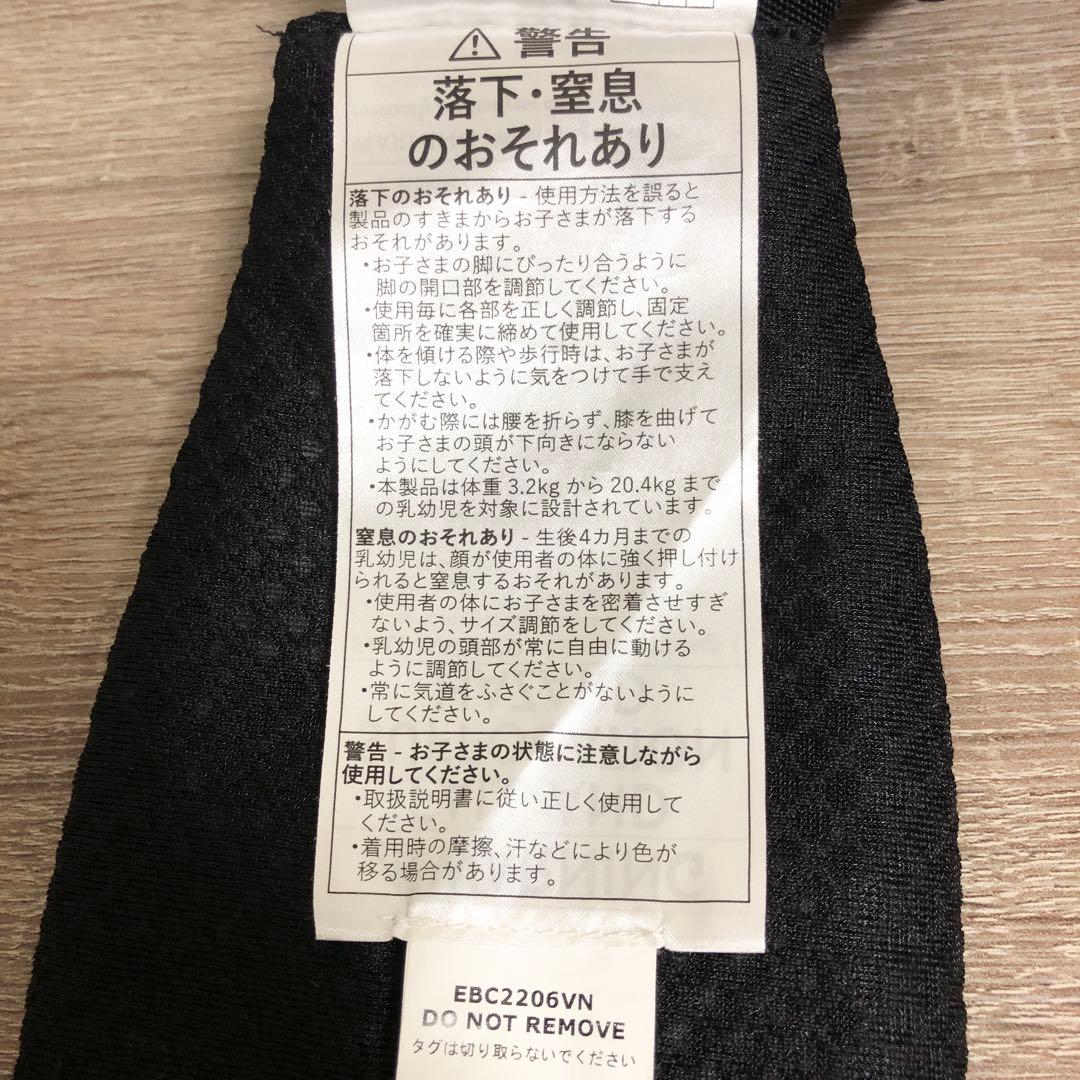 ⚠ 警告
落下・窒息
のおそれあり
落下のおそれあり - 使用方法を誤ると
製品のすきまからお子さまが落下する
おそれがあります。
・お子さまの脚にぴったり合うように
脚の開口部を調節してください。
・使用毎に各部を正しく調節し、固定
箇所を確実に締めて使用してください。
・体を傾ける際や歩行時は、お子さまが
落下しないように気をつけて手で支え
てください。
・かがむ際には腰を折らず、膝を曲げて
お子さまの頭が下向きにならない
ようにしてください。
・本製品は体重 3.2kg から 20.4kg まで
の乳幼児を対象に設計されています。
窒息のおそれあり - 生後4カ月までの
乳幼児は、顔が使用者の体に強く押し付け
られると窒息するおそれがあります。
・使用者の体にお子さまを密着させすぎ
ないよう、サイズ調節をしてください。
・乳幼児の頭部が常に自由に動ける
ように調節してください。
・常に気道をふさぐことがないように
してください。
警告 - お子さまの状態に注意しながら
使用してください。
・取扱説明書に従い正しく使用して
ください。
・着用時の摩擦、汗などにより色が
移る場合があります。
EBC2206VN
DO NOT REMOVE
タグは切り取らないでください